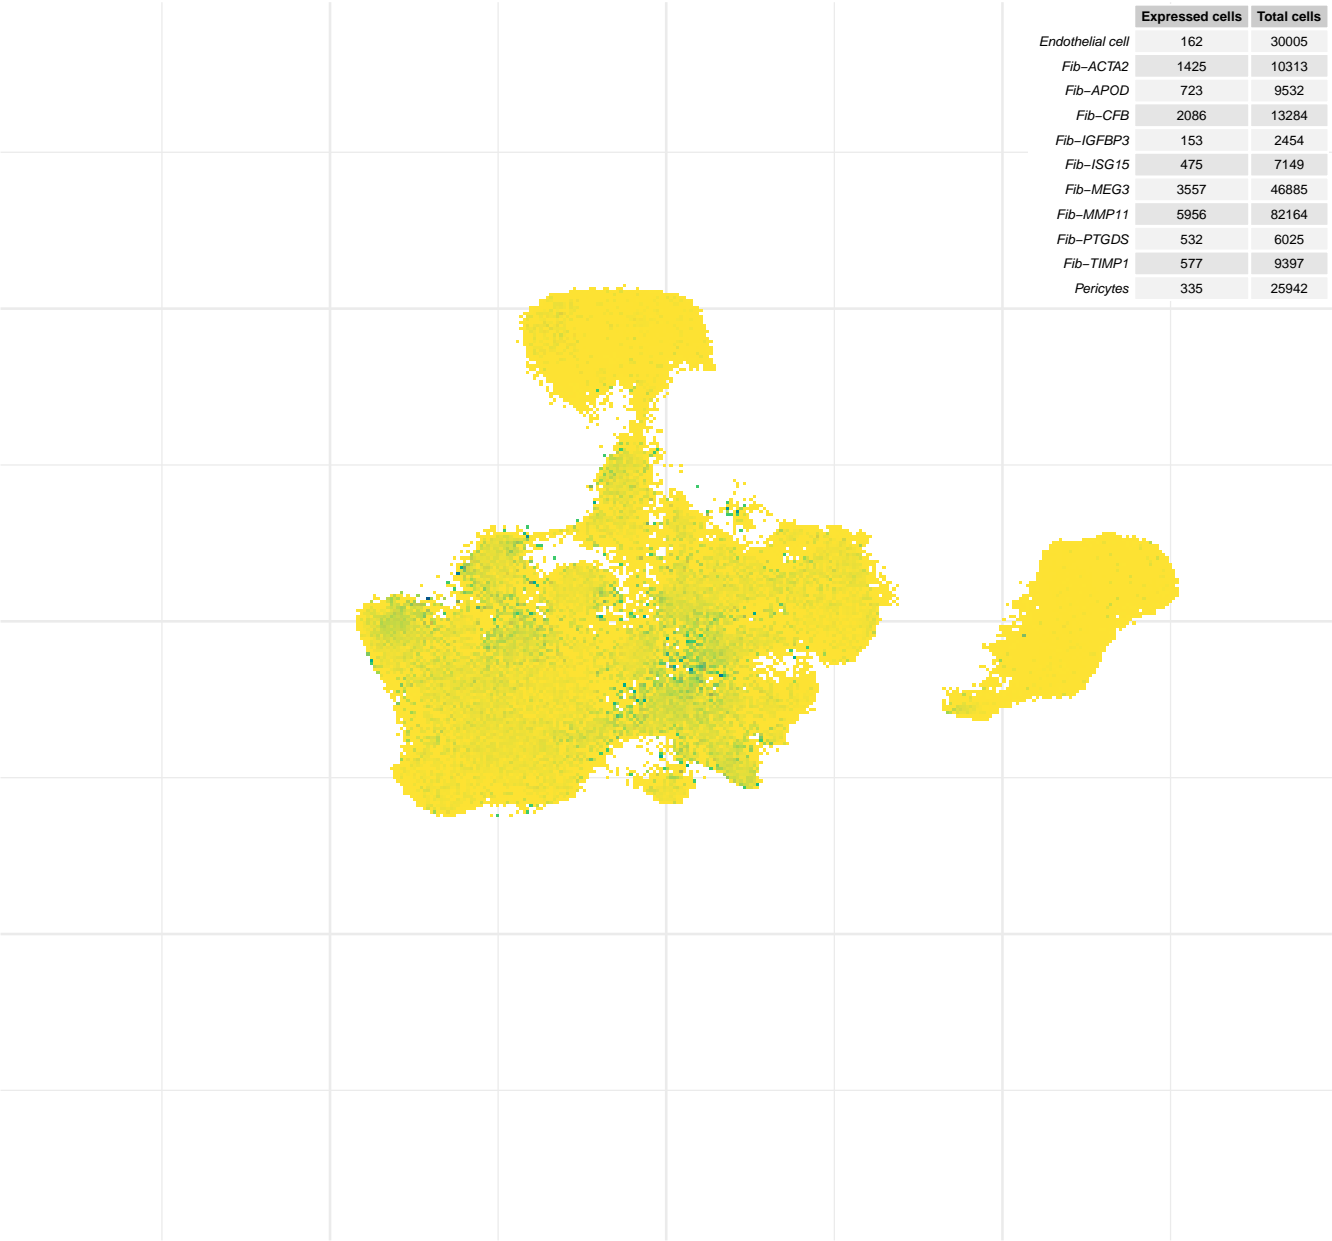 Expressed cells Total cells
Endothelial cell 162 30005
Fib−ACTA2 1425 10313
Fib−APOD 723 9532
Fib−CFB 2086 13284
Fib−IGFBP3 153 2454
Fib−ISG15 475 7149
Fib−MEG3 3557 46885
Fib−MMP11 5956 82164
Fib−PTGDS 532 6025
Fib−TIMP1 577 9397
Pericytes 335 25942